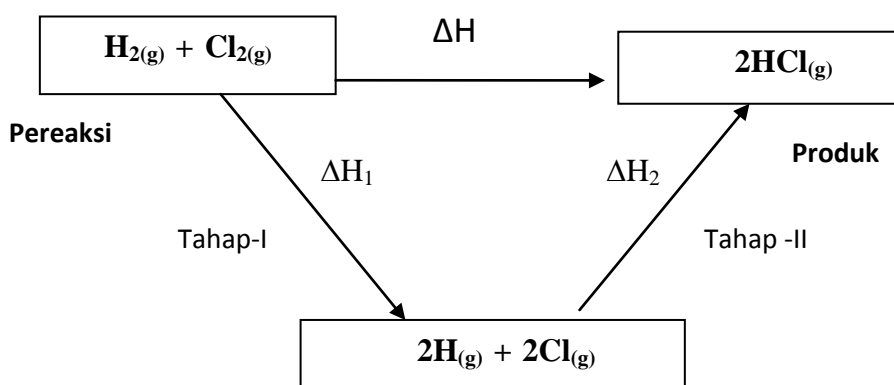 H₂(g) + Cl₂(g)
ΔH
2HCl(g)
Pereaksi
Produk
ΔH₁
ΔH₂
Tahap-I
Tahap -II
2H(g) + 2Cl(g)